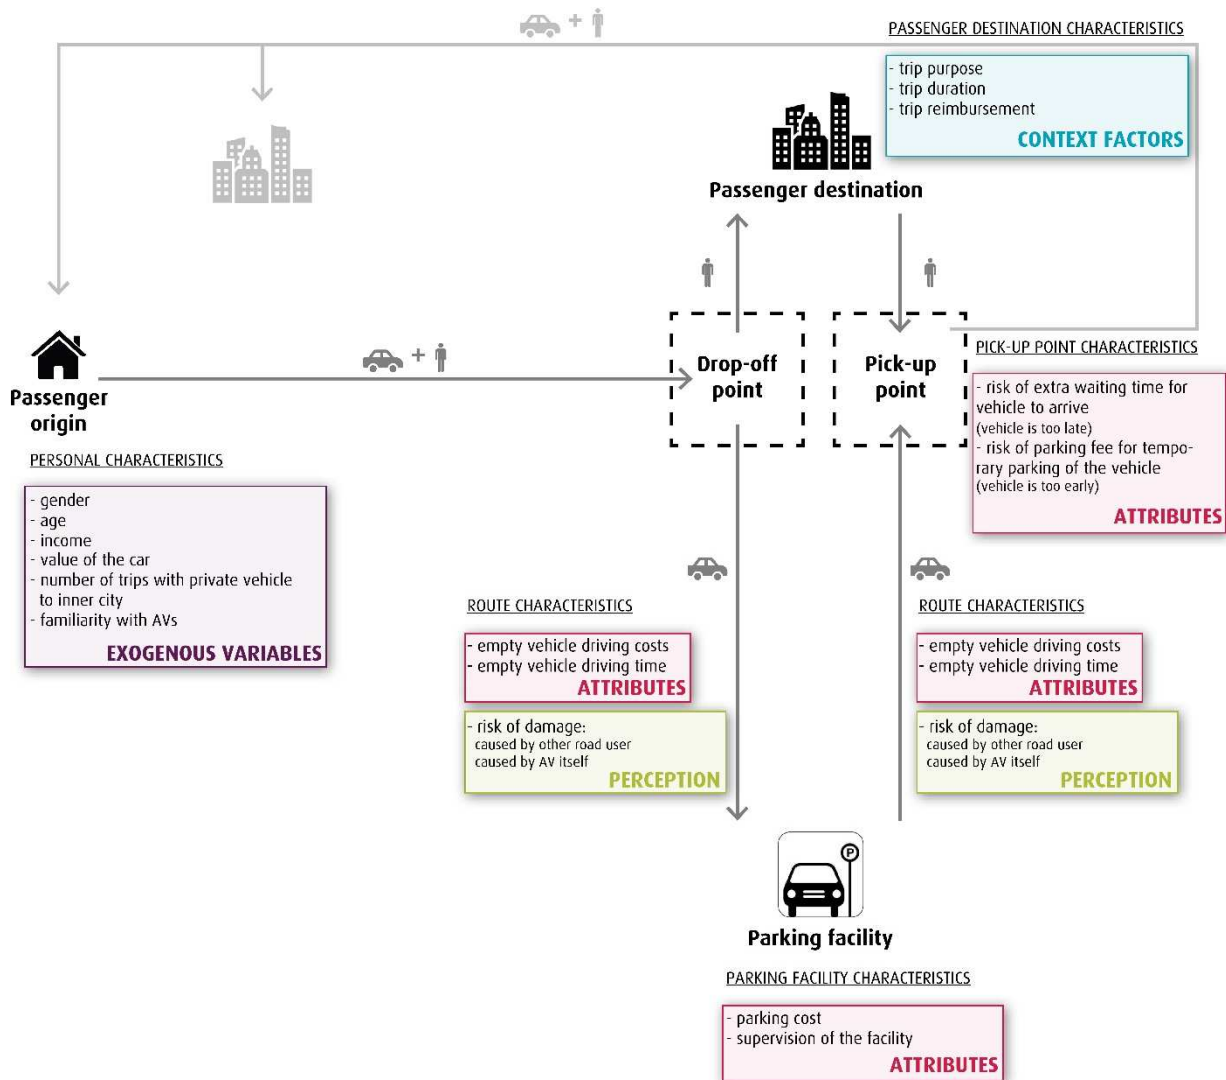 PASSENGER DESTINATION CHARACTERISTICS
- trip purpose
- trip duration
- trip reimbursement
CONTEXT FACTORS
+
Passenger destination
Passenger
origin
+
Drop-off
point
Pick-up
point
PICK-UP POINT CHARACTERISTICS
- risk of extra waiting time for
vehicle to arrive
(vehicle is too late)
- risk of parking fee for tempo-
rary parking of the vehicle
(vehicle is too early)
ATTRIBUTES
PERSONAL CHARACTERISTICS
- gender
- age
- income
- value of the car
- number of trips with private vehicle
to inner city
- familiarity with AVs
EXOGENOUS VARIABLES
ROUTE CHARACTERISTICS
- empty vehicle driving costs
- empty vehicle driving time
ATTRIBUTES
- risk of damage:
caused by other road user
caused by AV itself
PERCEPTION
ROUTE CHARACTERISTICS
- empty vehicle driving costs
- empty vehicle driving time
ATTRIBUTES
- risk of damage:
caused by other road user
caused by AV itself
PERCEPTION
P
Parking facility
PARKING FACILITY CHARACTERISTICS
- parking cost
- supervision of the facility
ATTRIBUTES